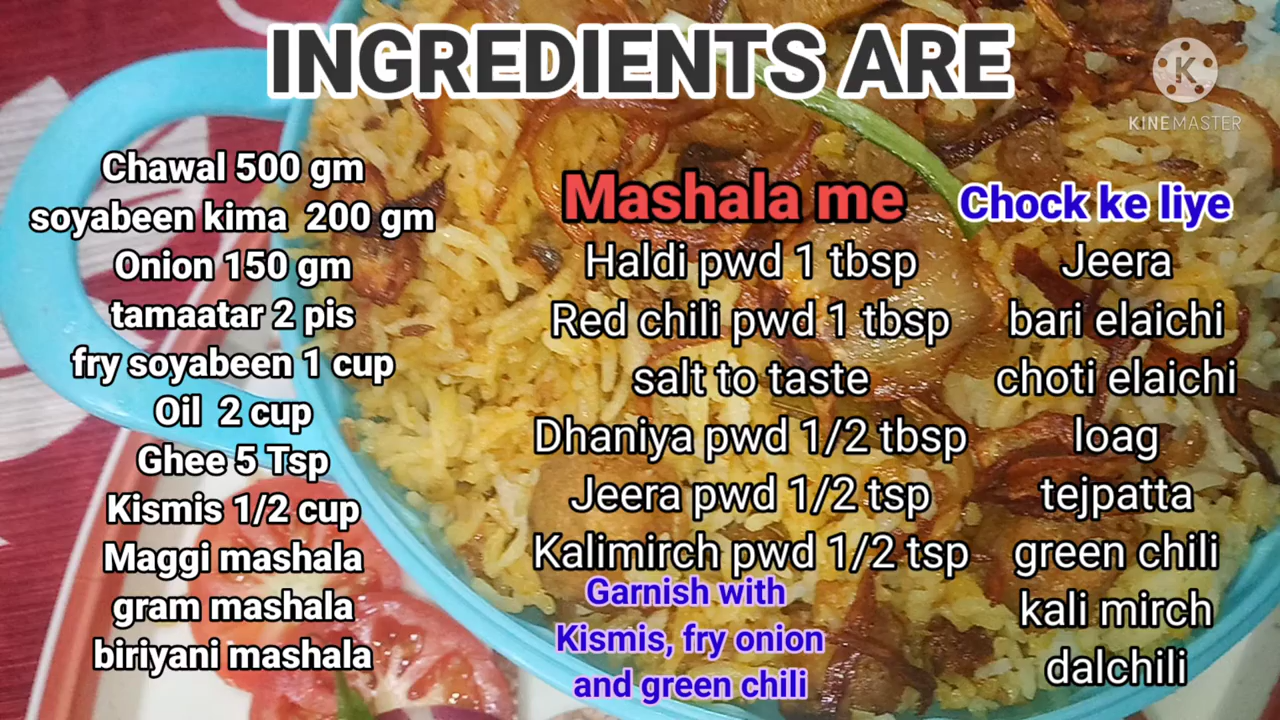 INGREDIENTS ARE
KINEMASTER
Chawal 500 gm
soyabeen kima 200 gm
Onion 150 gm
tamaatar 2 pis
fry soyabeen 1 cup
Oil 2 cup
Ghee 5 Tsp
Kismis 1/2 cup
Maggi mashala
gram mashala
biriyani mashala
Mashala me
Haldi pwd 1 tbsp
Red chili pwd 1 tbsp
salt to taste
Dhaniya pwd 1/2 tbsp
Jeera pwd 1/2 tsp
Kalimirch pwd 1/2 tsp
Garnish with
Kismis, fry onion
and green chili
Chock ke liye
Jeera
bari elaichi
choti elaichi
loag
tejpatta
green chili
kali mirch
dalchili